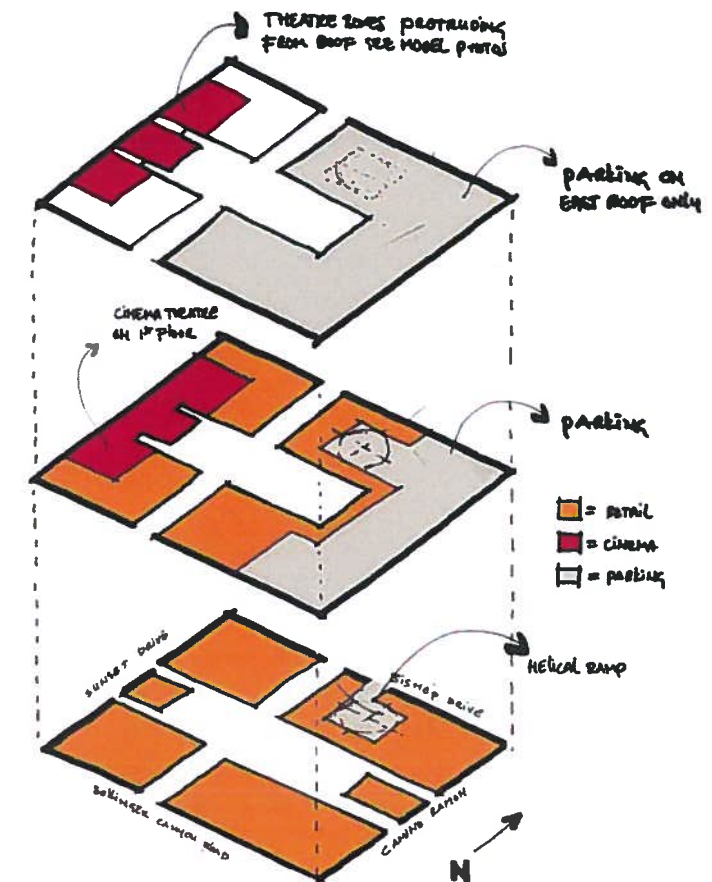 THEATRE ZONES PROTRUDING
FROM ROOF SEE MODEL PHOTOS
PARKING ON
EAST ROOF ONLY
CINEMA THEATRE
ON 1ST FLOOR
PARKING
= RETAIL
= CINEMA
= PARKING
HELICAL RAMP
SUNSET DRIVE
BISHOP DRIVE
BOLLINGER CANYON ROAD
CAMINO RAMON
N